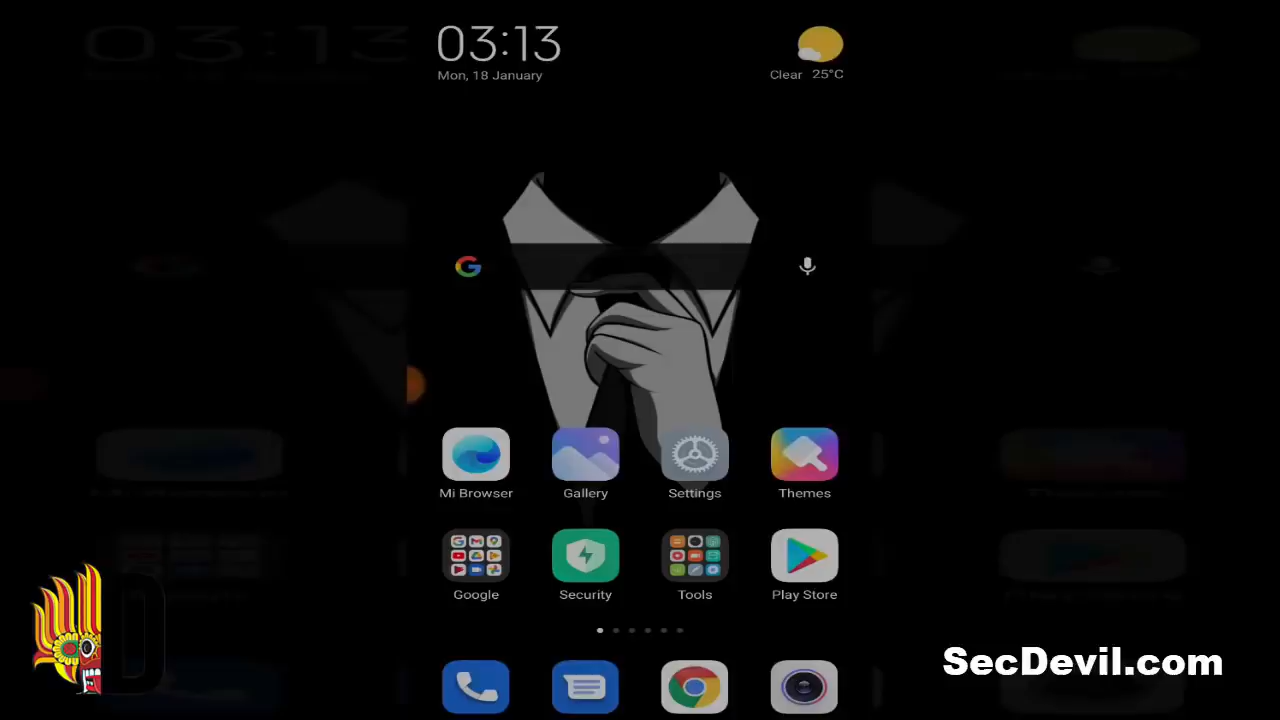 03:13
Mon, 18 January
Clear 25°C
Mi Browser
Gallery
Settings
Themes
Google
Security
Tools
Play Store
D
SecDevil.com